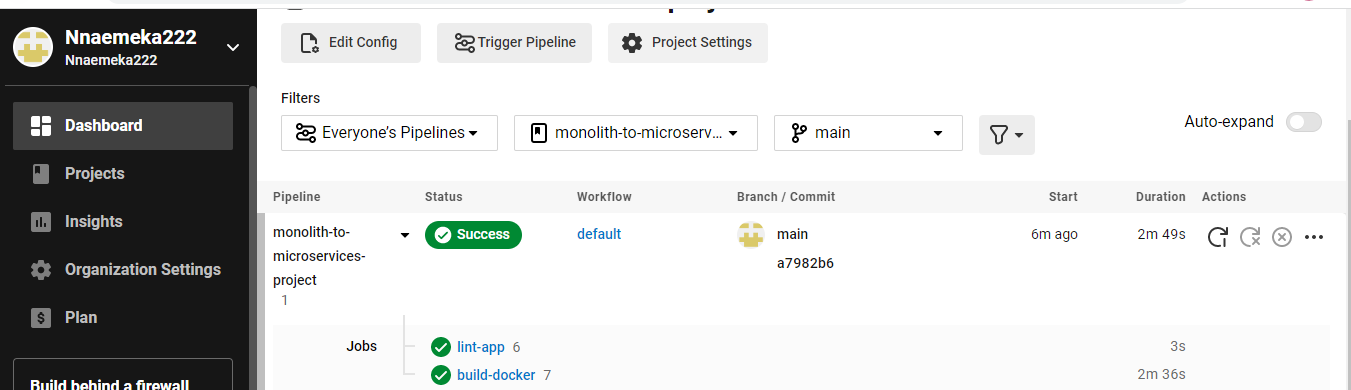 Nnaemeka222
Nnaemeka222
Dashboard
Projects
Insights
Organization Settings
Plan
Build behind a firewall
Edit Config
Trigger Pipeline
Project Settings
Filters
Everyone's Pipelines
monolith-to-microserv...
main
Auto-expand
Pipeline Status Workflow Branch / Commit Start Duration Actions
monolith-to-
microservices-
project
1
Success
default
main
a7982b6
6m ago
2m 49s
Jobs
lint-app 6 3s
build-docker 7 2m 36s